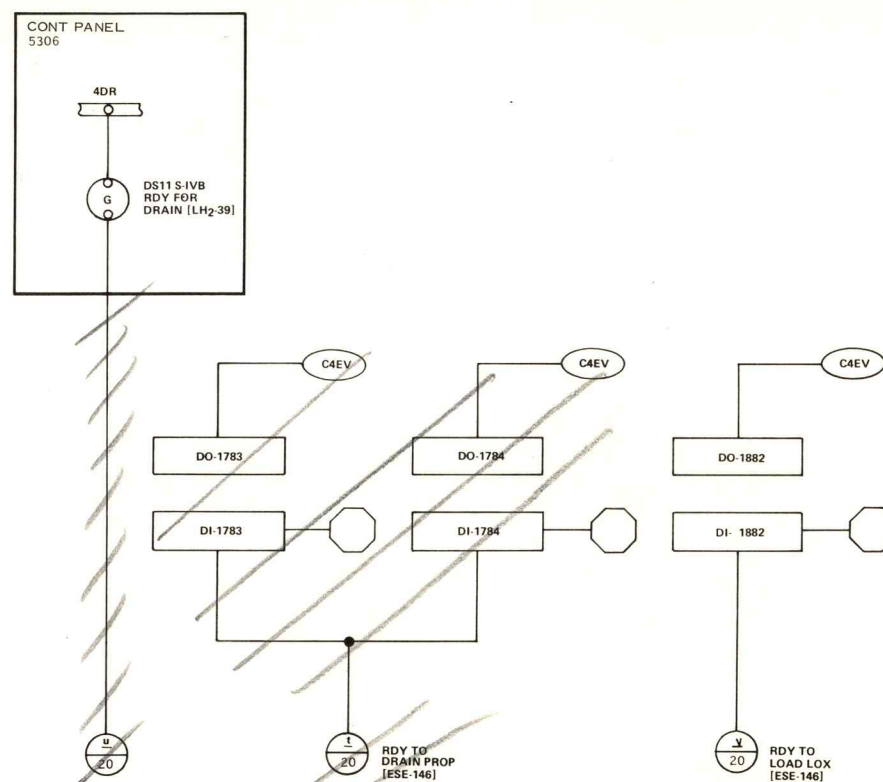 CONT PANEL
5306
4DR
G
DS11 S-IVB
RDY FOR
DRAIN [LH2-39]
C4EV
C4EV
C4EV
DO-1783
DO-1784
DO-1882
DI-1783
DI-1784
DI- 1882
u
20
t
20
RDY TO
DRAIN PROP
[ESE-146]
v
20
RDY TO
LOAD LOX
[ESE-146]